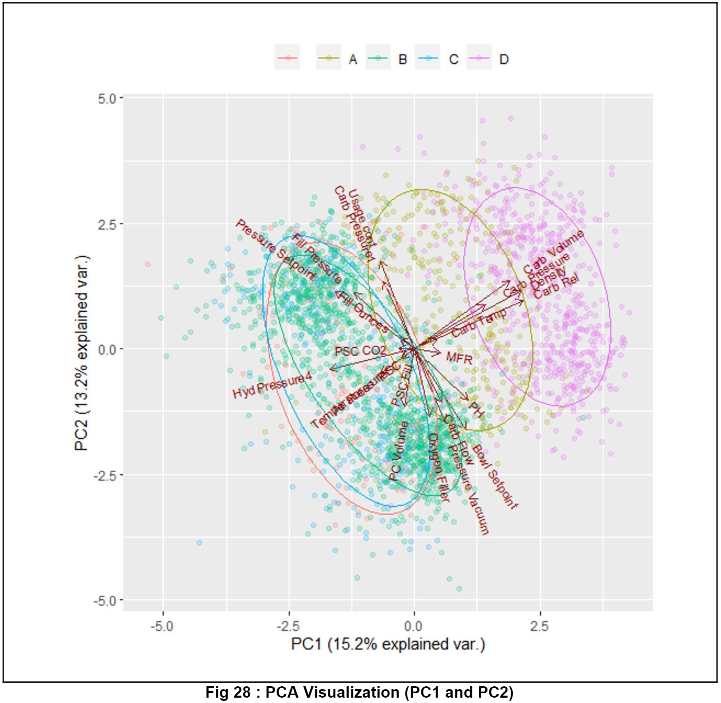 A B C D
5.0
2.5
0.0
-2.5
-5.0
PC2 (13.2% explained var.)
Usage cont
Carb Pressure1
Pressure Setpoint
Fill Pressure
Fill Ounces
Carb Volume
Carb Pressure
Density
Carb Rel
Carb Temp
PSC CO2
MFR
Hyd Pressure4
PSC Fill
PH
PC Volume
Oxygen Filler
Carb Flow
Pressure Vacuum
Bowl Setpoint
-5.0 -2.5 0.0 2.5
PC1 (15.2% explained var.)
Fig 28 : PCA Visualization (PC1 and PC2)